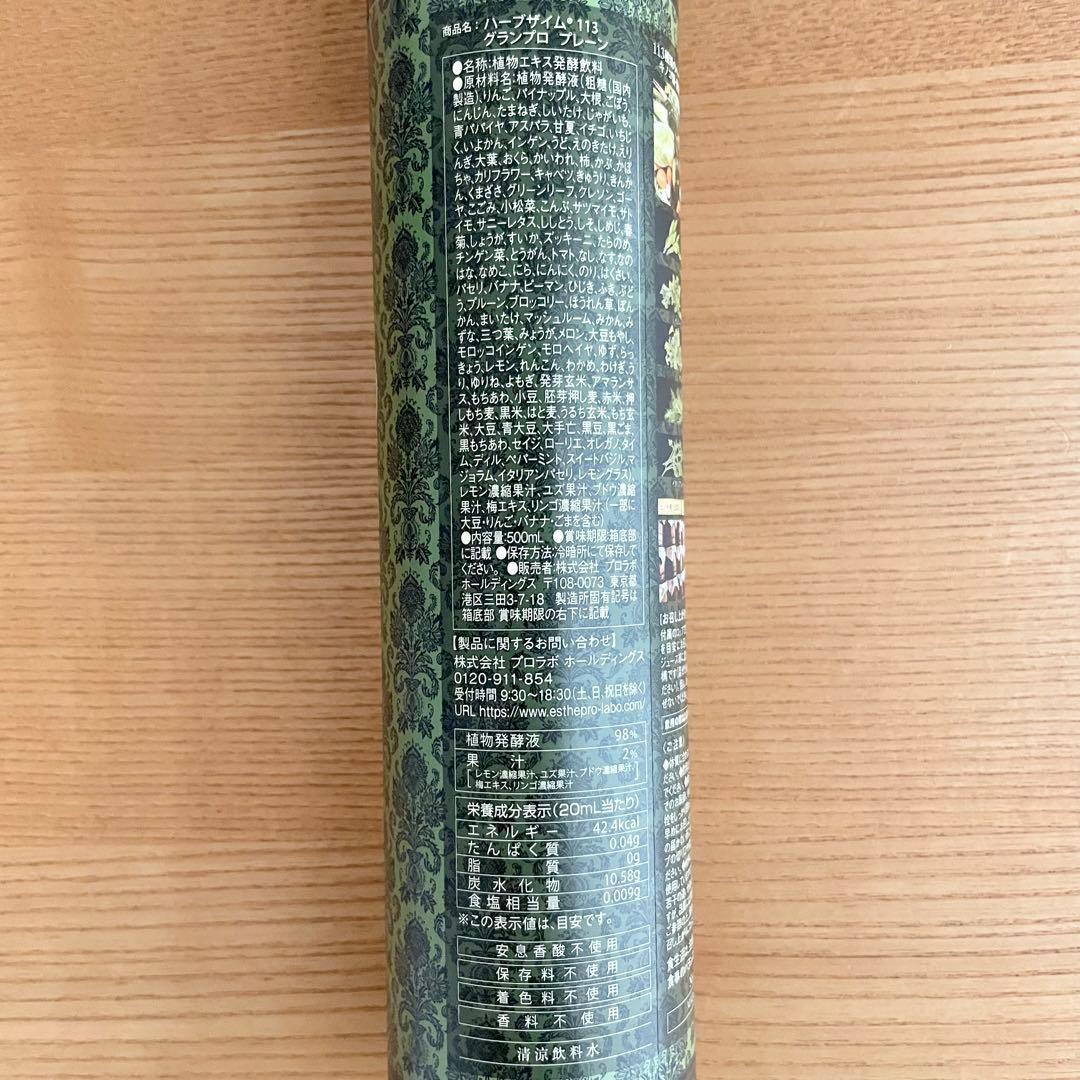 商品名：ハーブザイム®113
グランプロ プレーン
●名称:植物エキス発酵飲料
●原材料名:植物発酵液（粗糖（国内
製造）、りんご、パイナップル、大根、ごぼう、
にんじん、たまねぎ、しいたけ、じゃがいも、
青パパイヤ、アスパラ、甘夏、イチゴ、いちじ
く、いよかん、インゲン、うど、えのきたけ、えり
んぎ、大葉、おくら、かいわれ、柿、かぶ、かぼ
ちゃ、カリフラワー、キャベツ、きゅうり、きんか
ん、くまざさ、グリーンリーフ、クレソン、ゴー
ヤ、こごみ、小松菜、こんぶ、サツマイモ、サト
イモ、サニーレタス、ししとう、しそ、しめじ、春
菊、しょうが、すいか、ズッキーニ、たらのめ、
チンゲン菜、とうがん、トマト、なし、なす、なの
はな、なめこ、にら、にんにく、のり、はくさい、
パセリ、バナナ、ピーマン、ひじき、ふき、ぶど
う、プルーン、ブロッコリー、ほうれん草、ぽん
かん、まいたけ、マッシュルーム、みかん、み
ずな、三つ葉、みょうが、メロン、大豆もやし、
モロッコインゲン、モロヘイヤ、ゆず、らっ
きょう、レモン、れんこん、わかめ、わけぎ、う
り、ゆりね、よもぎ、発芽玄米、アマランサ
ス、もちあわ、小豆、胚芽押し麦、赤米、押
しもち麦、黒米、はと麦、うるち玄米、もち玄
米、大豆、青大豆、大手亡、黒豆、黒ごま、
黒もちあわ、セイジ、ローリエ、オレガノ、タイ
ム、ディル、ペパーミント、スイートバジル、マ
ジョラム、イタリアンパセリ、レモングラス）、
レモン濃縮果汁、ユズ果汁、ブドウ濃縮
果汁、梅エキス、リンゴ濃縮果汁、（一部に
大豆・りんご・バナナ・ごまを含む）
●内容量:500mL ●賞味期限:箱底部
に記載 ●保存方法:冷暗所にて保存して
ください。 ●販売者:株式会社 プロラボ
ホールディングス 〒108-0073 東京都
港区三田3-7-18 製造所固有記号は
箱底部 賞味期限の右下に記載
【製品に関するお問い合わせ】
株式会社 プロラボ ホールディングス
0120-911-854
受付時間 9:30〜18:30（土、日、祝日を除く）
URL https://www.esthepro-labo.com/
植物発酵液 98%
果汁 2%
[レモン濃縮果汁、ユズ果汁、ブドウ濃縮果汁、
梅エキス、リンゴ濃縮果汁]
栄養成分表示（20mL当たり）
エネルギー 42.4kcal
たんぱく質 0.04g
脂質 0g
炭水化物 10.58g
食塩相当量 0.009g
※この表示値は、目安です。
安息香酸不使用
保存料不使用
着色料不使用
香料不使用
清涼飲料水